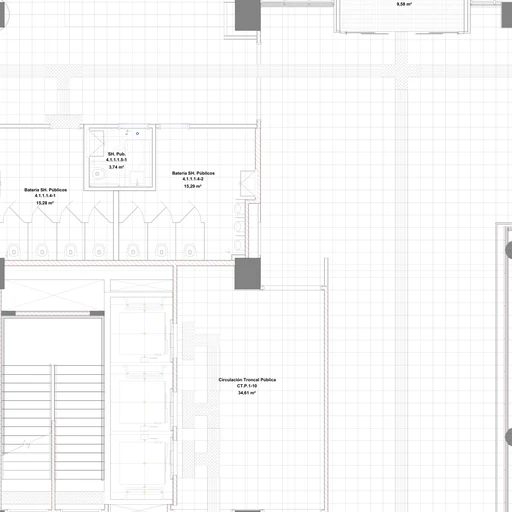 9,58 m²
SH. Pub.
4.1.1.1.5-1
3,74 m²
Batería SH. Públicos
4.1.1.1.4-2
15,29 m²
Batería SH. Públicos
4.1.1.1.4-1
15,28 m²
Circulación Troncal Pública
CT.P.1-10
34,61 m²